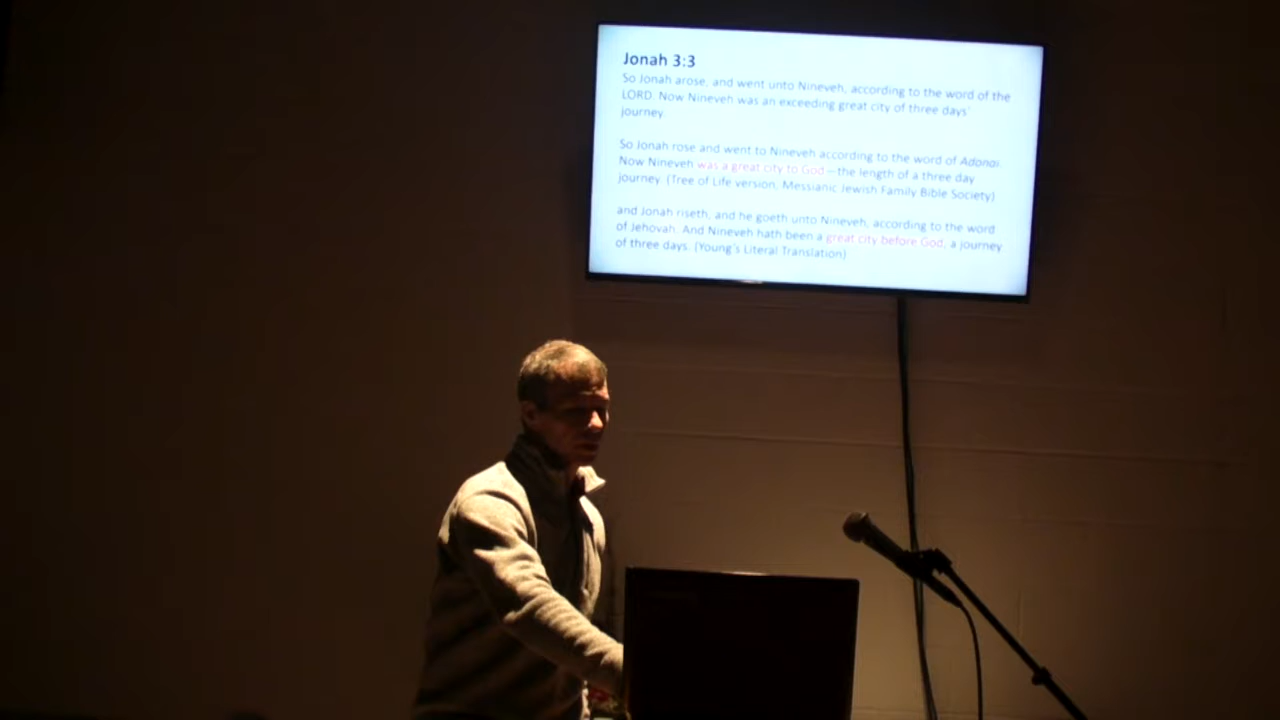 Jonah 3:3
So Jonah arose, and went unto Nineveh, according to the word of the
LORD. Now Nineveh was an exceeding great city of three days'
journey.
So Jonah rose and went to Nineveh according to the word of Adonai.
Now Nineveh was a great city to God—the length of a three day
journey. (Tree of Life version, Messianic Jewish Family Bible Society)
and Jonah riseth, and he goeth unto Nineveh, according to the word
of Jehovah. And Nineveh hath been a great city before God, a journey
of three days. (Young's Literal Translation)